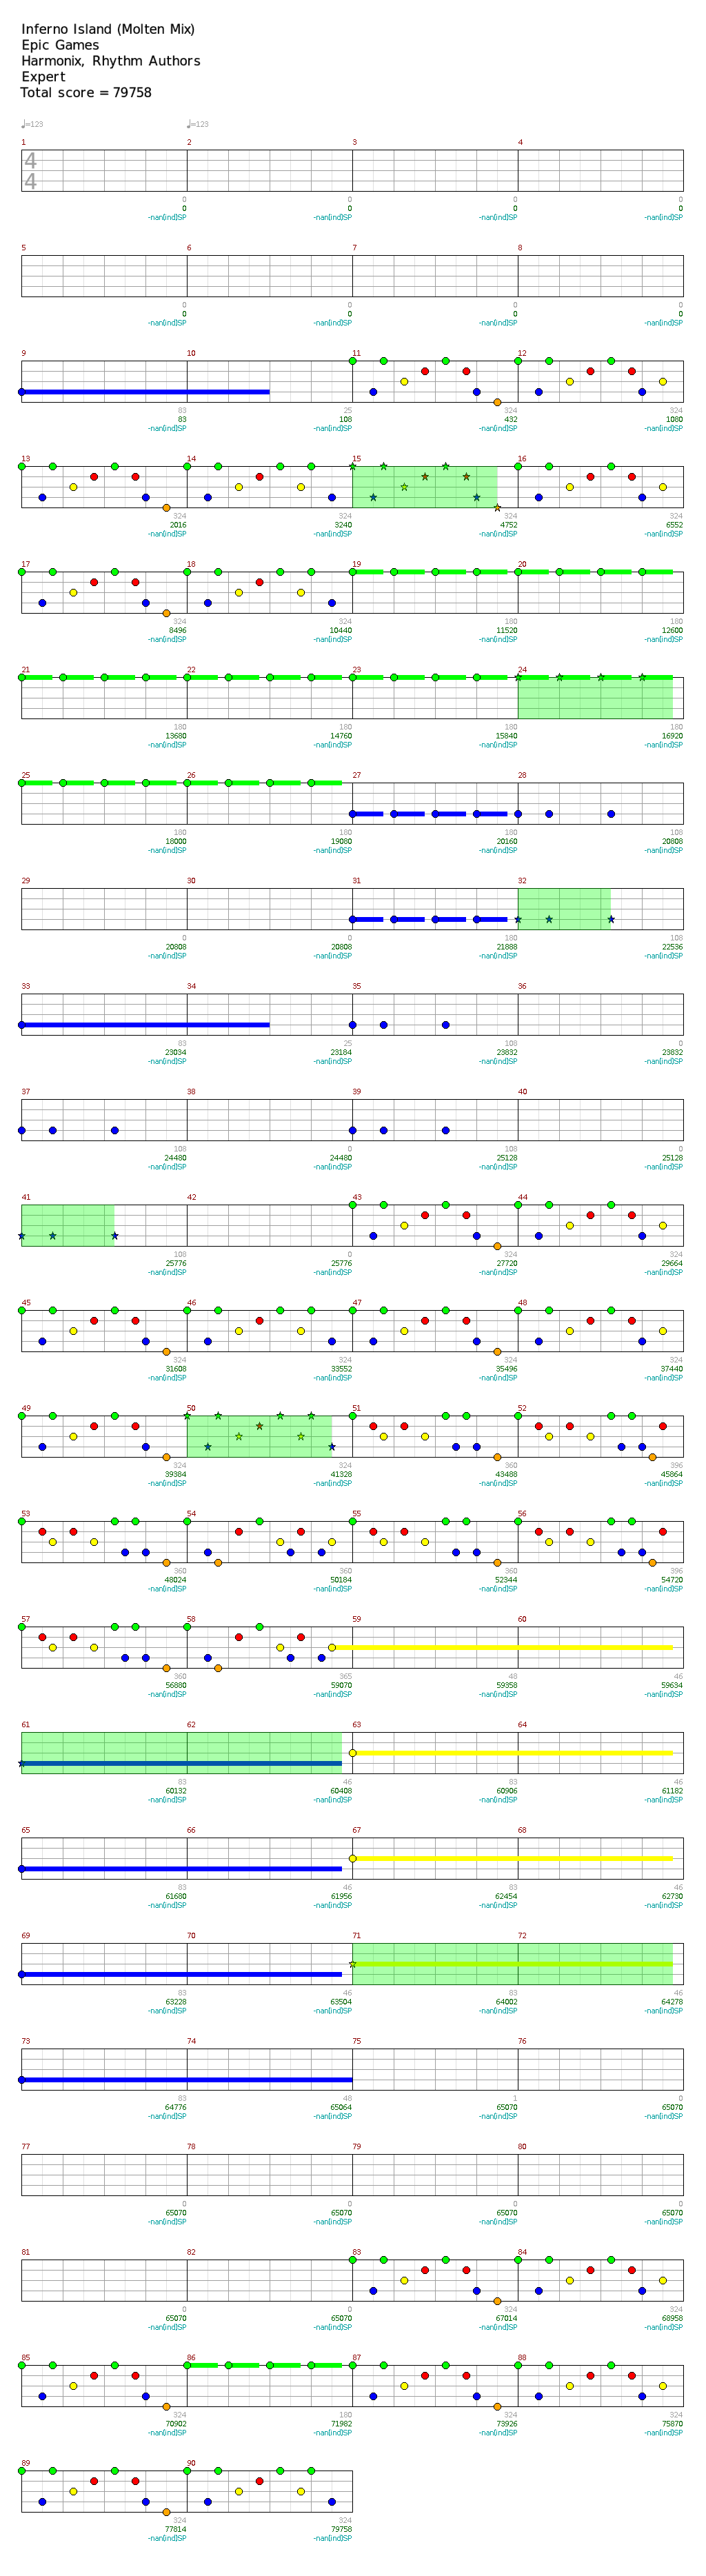 Inferno Island (Molten Mix)
Epic Games
Harmonix, Rhythm Authors
Expert
Total score = 79758
♩=123 ♩=123
1 2 3 4
4
4
0 0 0 0
0 0 0 0
-nan(ind)SP -nan(ind)SP -nan(ind)SP -nan(ind)SP
5 6 7 8
0 0 0 0
0 0 0 0
-nan(ind)SP -nan(ind)SP -nan(ind)SP -nan(ind)SP
9 10 11 12
83 25 324 324
83 108 432 1080
-nan(ind)SP -nan(ind)SP -nan(ind)SP -nan(ind)SP
13 14 15 16
324 324 324 324
2016 3240 4752 6552
-nan(ind)SP -nan(ind)SP -nan(ind)SP -nan(ind)SP
17 18 19 20
324 324 180 180
8496 10440 11520 12600
-nan(ind)SP -nan(ind)SP -nan(ind)SP -nan(ind)SP
21 22 23 24
180 180 180 180
13680 14760 15840 16920
-nan(ind)SP -nan(ind)SP -nan(ind)SP -nan(ind)SP
25 26 27 28
180 180 180 108
18000 19080 20160 20808
-nan(ind)SP -nan(ind)SP -nan(ind)SP -nan(ind)SP
29 30 31 32
0 0 180 108
20808 20808 21888 22536
-nan(ind)SP -nan(ind)SP -nan(ind)SP -nan(ind)SP
33 34 35 36
83 25 108 0
23034 23184 23832 23832
-nan(ind)SP -nan(ind)SP -nan(ind)SP -nan(ind)SP
37 38 39 40
108 0 108 0
24480 24480 25128 25128
-nan(ind)SP -nan(ind)SP -nan(ind)SP -nan(ind)SP
41 42 43 44
108 0 324 324
25776 25776 27720 29664
-nan(ind)SP -nan(ind)SP -nan(ind)SP -nan(ind)SP
45 46 47 48
324 324 324 324
31608 33552 35496 37440
-nan(ind)SP -nan(ind)SP -nan(ind)SP -nan(ind)SP
49 50 51 52
324 324 360 396
39384 41328 43488 45864
-nan(ind)SP -nan(ind)SP -nan(ind)SP -nan(ind)SP
53 54 55 56
360 360 360 396
48024 50184 52344 54720
-nan(ind)SP -nan(ind)SP -nan(ind)SP -nan(ind)SP
57 58 59 60
360 365 48 46
56880 59070 59358 59634
-nan(ind)SP -nan(ind)SP -nan(ind)SP -nan(ind)SP
61 62 63 64
83 46 83 46
60132 60408 60906 61182
-nan(ind)SP -nan(ind)SP -nan(ind)SP -nan(ind)SP
65 66 67 68
83 46 83 46
61680 61956 62454 62730
-nan(ind)SP -nan(ind)SP -nan(ind)SP -nan(ind)SP
69 70 71 72
83 46 83 46
63228 63504 64002 64278
-nan(ind)SP -nan(ind)SP -nan(ind)SP -nan(ind)SP
73 74 75 76
83 48 1 0
64776 65064 65070 65070
-nan(ind)SP -nan(ind)SP -nan(ind)SP -nan(ind)SP
77 78 79 80
0 0 0 0
65070 65070 65070 65070
-nan(ind)SP -nan(ind)SP -nan(ind)SP -nan(ind)SP
81 82 83 84
0 0 324 324
65070 65070 67014 68958
-nan(ind)SP -nan(ind)SP -nan(ind)SP -nan(ind)SP
85 86 87 88
324 180 324 324
70902 71982 73926 75870
-nan(ind)SP -nan(ind)SP -nan(ind)SP -nan(ind)SP
89 90
324 324
77814 79758
-nan(ind)SP -nan(ind)SP